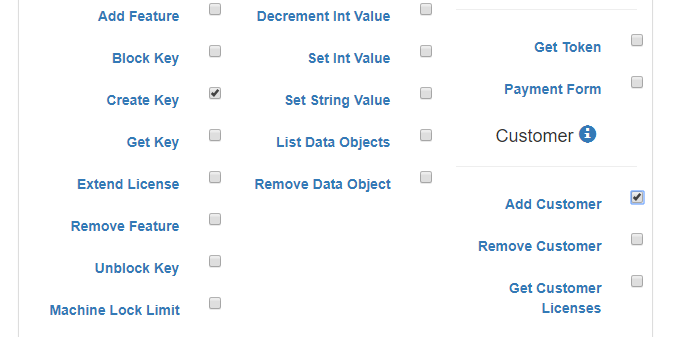 Add Feature
Block Key
Create Key
Get Key
Extend License
Remove Feature
Unblock Key
Machine Lock Limit
Decrement Int Value
Set Int Value
Set String Value
List Data Objects
Remove Data Object
Get Token
Payment Form
Customer
Add Customer
Remove Customer
Get Customer
Licenses